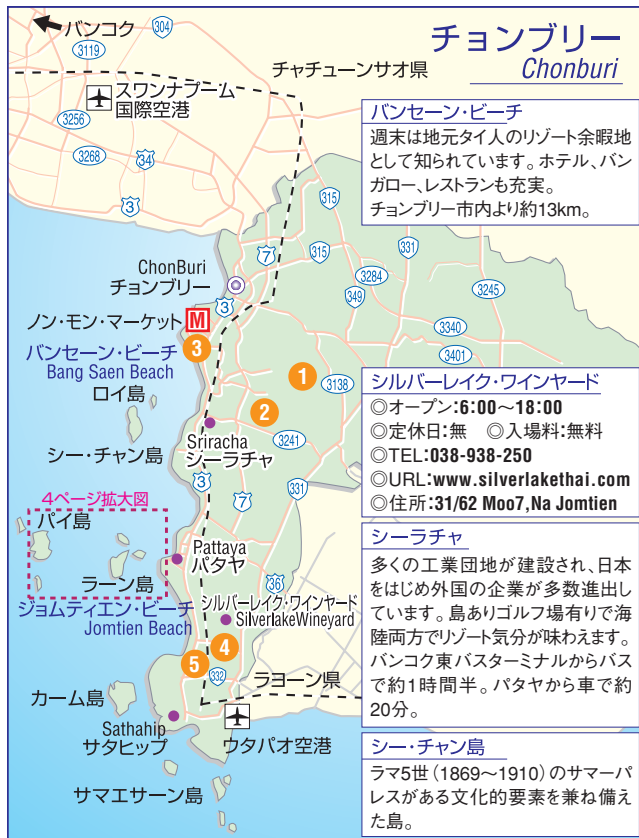 バンコク
304
3119
チョンブリー
Chonburi
チャチューンサオ県
スワンナプーム
国際空港
3256
3268
34
3
バンセーン・ビーチ
週末は地元タイ人のリゾート余暇地
として知られています。ホテル、バン
ガロー、レストランも充実。
チョンブリー市内より約13km。
315
7
315
331
3284
349
3245
ChonBuri
チョンブリー
3
3340
ノン・モン・マーケット
M
3401
バンセーン・ビーチ
Bang Saen Beach
3
1
3138
2
ロイ島
Sriracha
シーラチャ
3241
シー・チャン島
3
7
331
シルバーレイク・ワインヤード
◎オープン:6:00〜18:00
◎定休日:無 ◎入場料:無料
◎TEL:038-938-250
◎URL:www.silverlakethai.com
◎住所:31/62 Moo7,Na Jomtien
4ページ拡大図
パイ島
Pattaya
パタヤ
ラーン島
36
ジョムティエン・ビーチ
Jomtien Beach
シルバーレイク・ワインヤード
SilverlakeWineyard
4
5
332
シーラチャ
多くの工業団地が建設され、日本
をはじめ外国の企業が多数進出し
ています。島ありゴルフ場有りで海
陸両方でリゾート気分が味わえます。
バンコク東バスターミナルからバス
で約1時間半。パタヤから車で約
20分。
ラヨーン県
カーム島
Sathahip
サタヒップ
ウタパオ空港
サマエサーン島
シー・チャン島
ラマ5世(1869〜1910)のサマーパ
レスがある文化的要素を兼ね備え
た島。